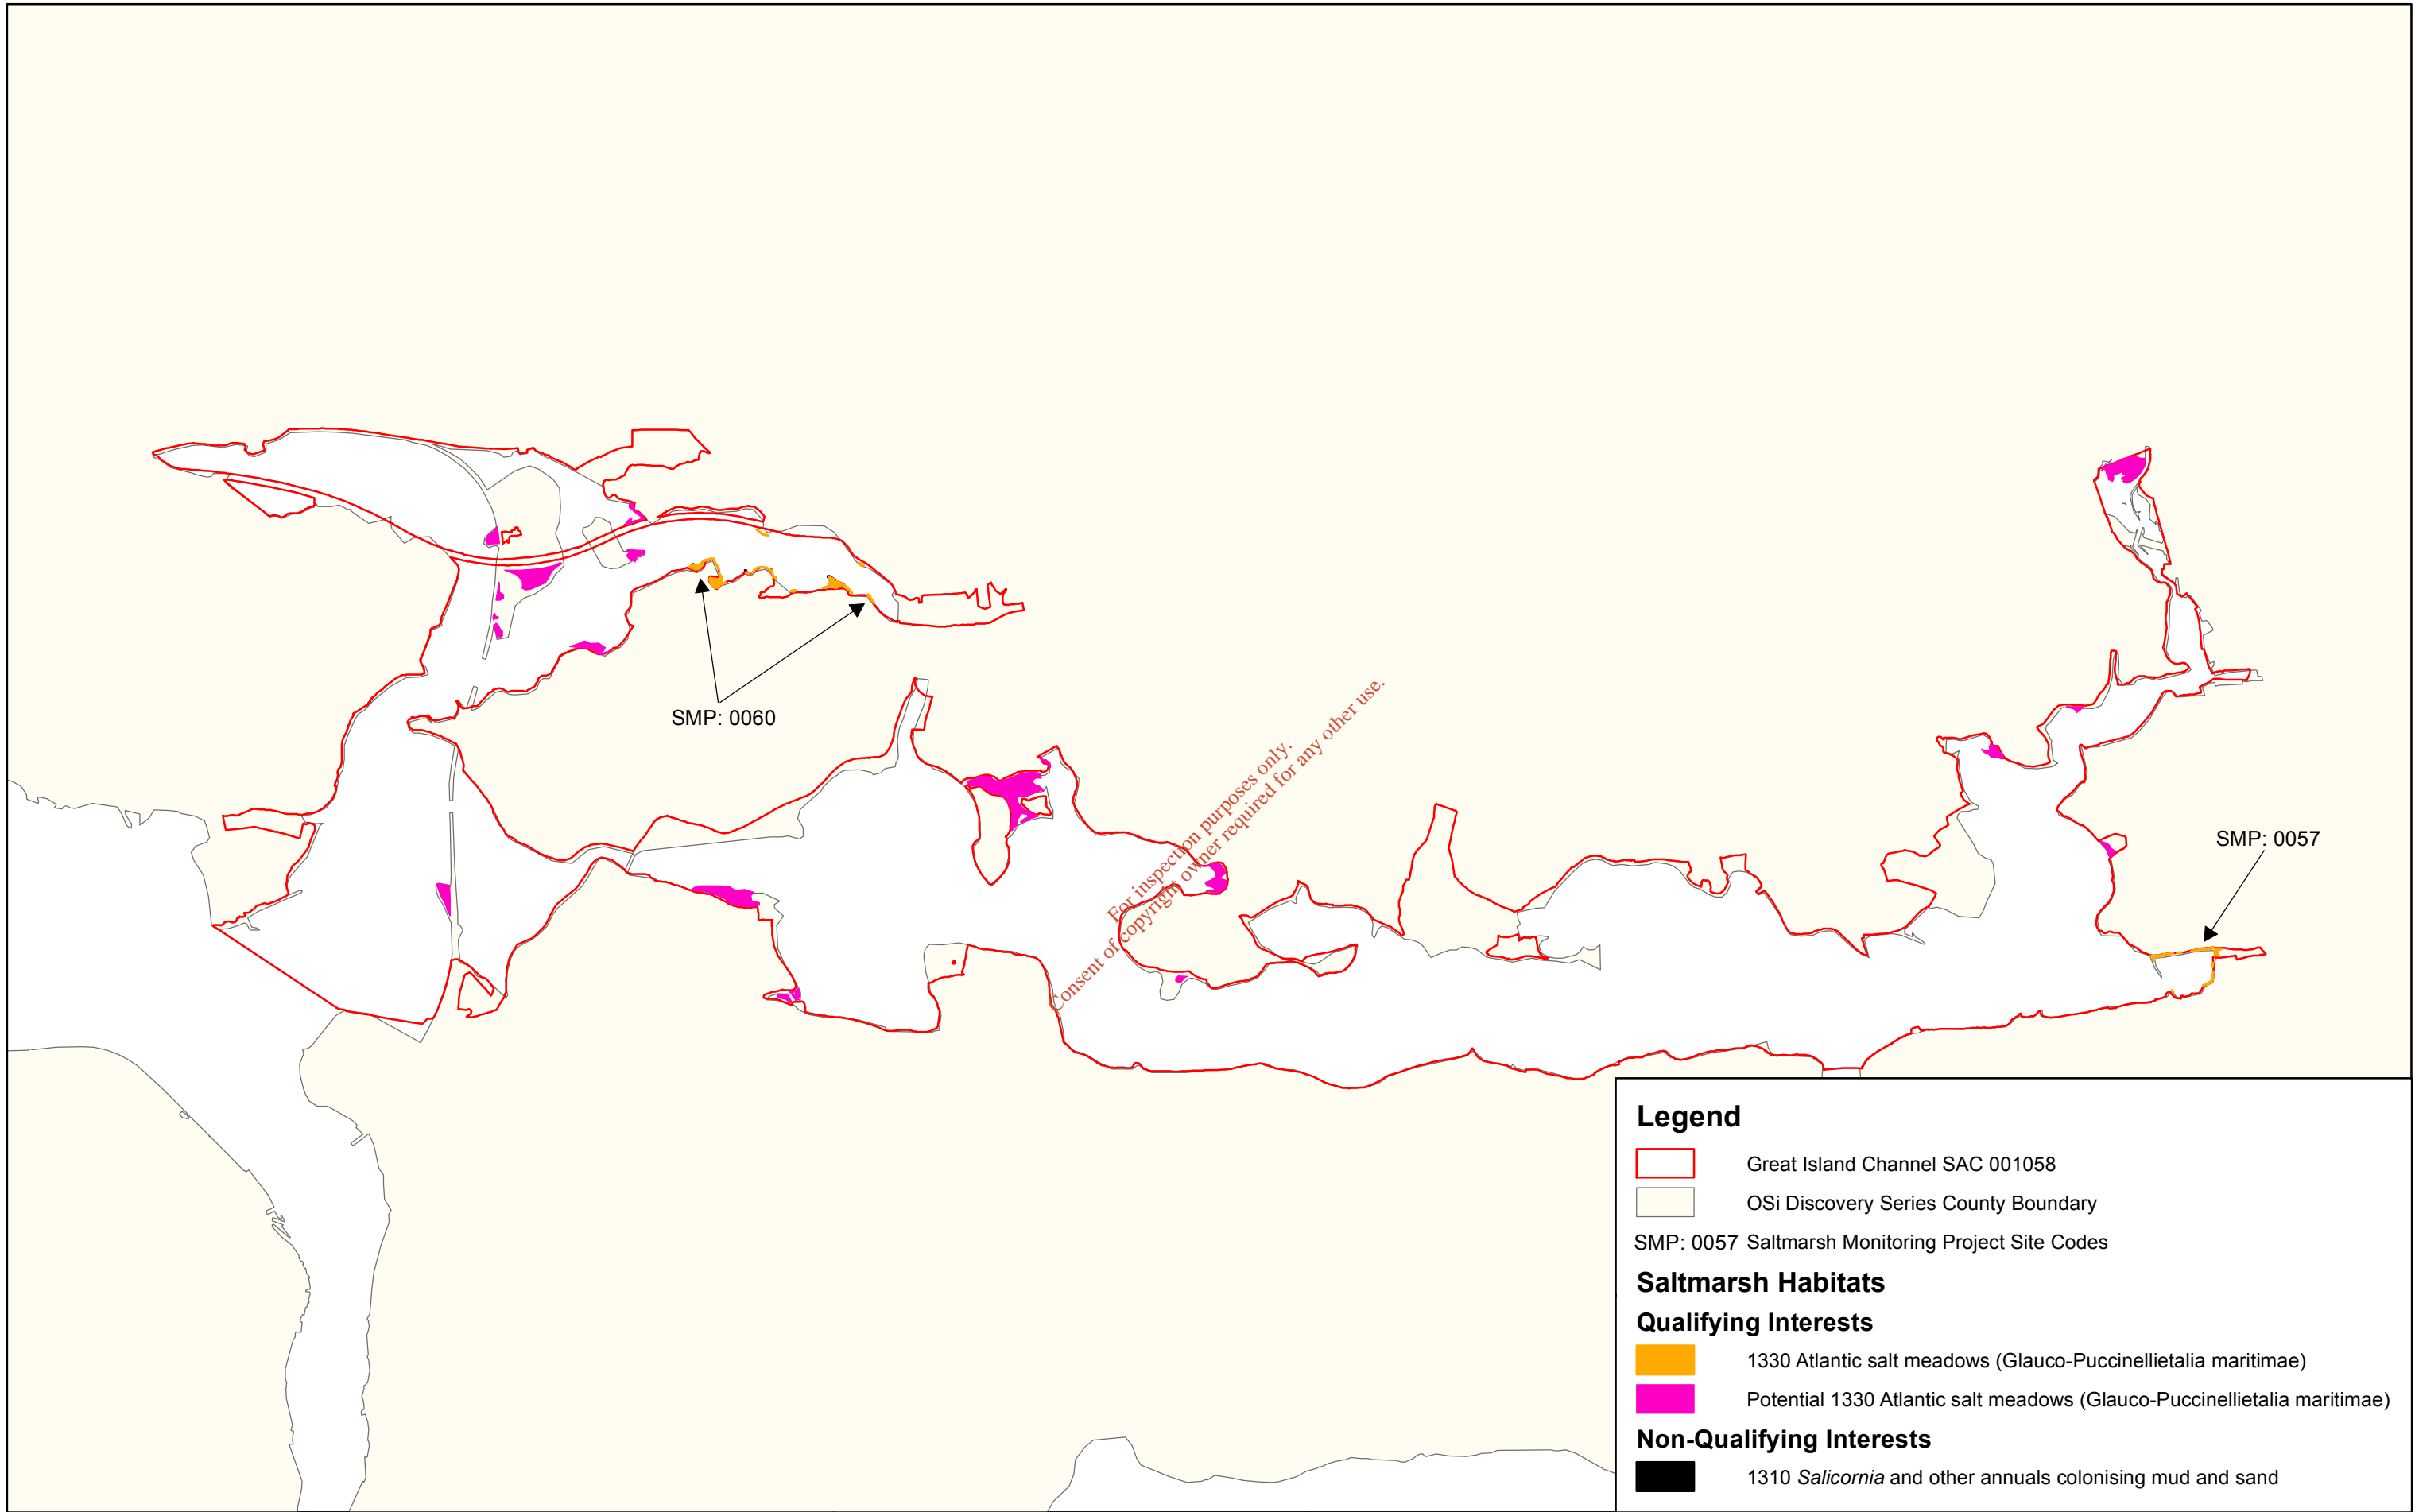 SMP: 0060
For inspection purposes only.
Consent of copyright owner required for any other use.
SMP: 0057
Legend
Great Island Channel SAC 001058
OSi Discovery Series County Boundary
SMP: 0057 Saltmarsh Monitoring Project Site Codes
Saltmarsh Habitats
Qualifying Interests
1330 Atlantic salt meadows (Glauco-Puccinellietalia maritimae)
Potential 1330 Atlantic salt meadows (Glauco-Puccinellietalia maritimae)
Non-Qualifying Interests
1310 Salicornia and other annuals colonising mud and sand